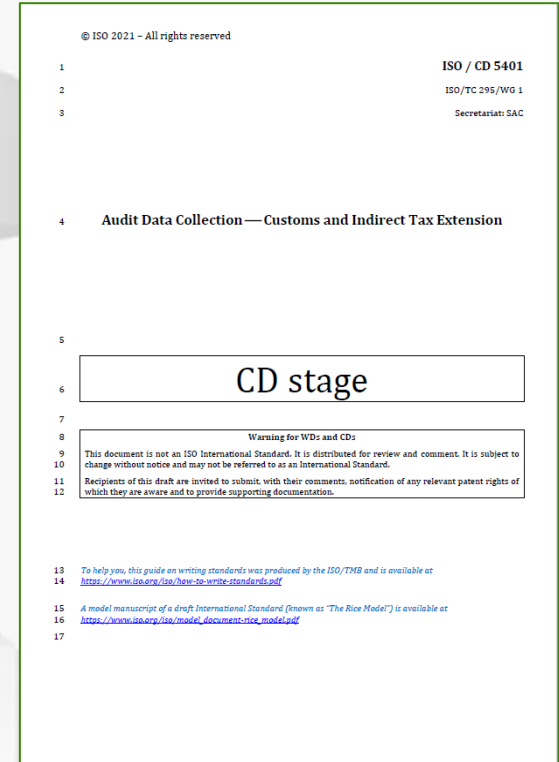 © ISO 2021 – All rights reserved
1 ISO / CD 5401
2 ISO/TC 295/WG 1
3 Secretariat: SAC
4 Audit Data Collection — Customs and Indirect Tax Extension
5
6 CD stage
7
8 Warning for WDs and CDs
9 This document is not an ISO International Standard. It is distributed for review and comment. It is subject to
10 change without notice and may not be referred to as an International Standard.
11 Recipients of this draft are invited to submit, with their comments, notification of any relevant patent rights of
12 which they are aware and to provide supporting documentation.
13 To help you, this guide on writing standards was produced by the ISO/TMB and is available at
14 https://www.iso.org/iso/how-to-write-standards.pdf
15 A model manuscript of a draft International Standard (known as "The Rice Model") is available at
16 https://www.iso.org/iso/model_document-rice_model.pdf
17